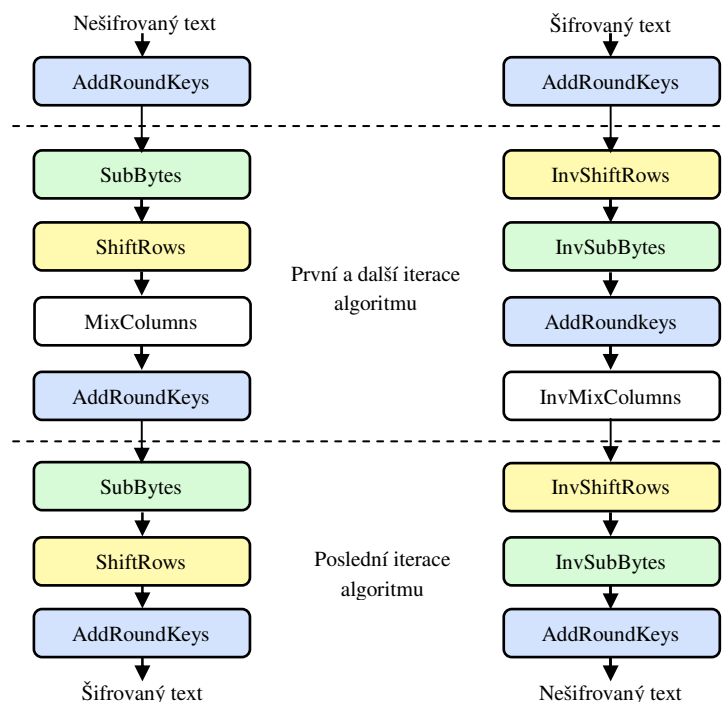 Nešifrovaný text
AddRoundKeys
SubBytes
ShiftRows
MixColumns
AddRoundKeys
SubBytes
ShiftRows
AddRoundKeys
Šifrovaný text
První a další iterace
algoritmu
Poslední iterace
algoritmu
Šifrovaný text
AddRoundKeys
InvShiftRows
InvSubBytes
AddRoundkeys
InvMixColumns
InvShiftRows
InvSubBytes
AddRoundKeys
Nešifrovaný text